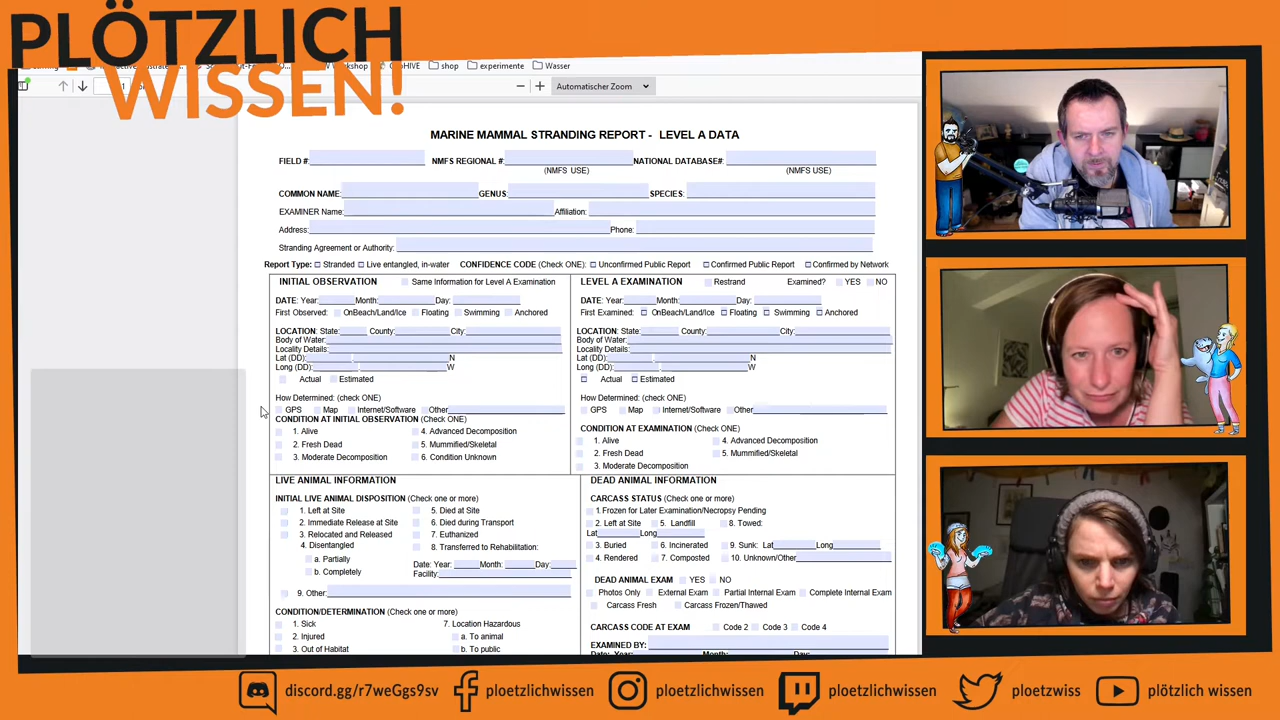 PLÖTZLICH
WISSEN!
shop
experimente
Wasser
Automatischer Zoom
MARINE MAMMAL STRANDING REPORT - LEVEL A DATA
FIELD #: NMFS REGIONAL #: NATIONAL DATABASE#:
(NMFS USE) (NMFS USE)
COMMON NAME: GENUS: SPECIES:
EXAMINER Name: Affiliation:
Address: Phone:
Stranding Agreement or Authority:
Report Type: Stranded Live entangled, in-water CONFIDENCE CODE (Check ONE): Unconfirmed Public Report Confirmed Public Report Confirmed by Network
INITIAL OBSERVATION Same Information for Level A Examination
DATE: Year: Month: Day:
First Observed: OnBeach/Land/Ice Floating Swimming Anchored
LOCATION: State: County: City:
Body of Water:
Locality Details:
Lat (DD): N
Long (DD): W
Actual Estimated
How Determined: (check ONE)
GPS Map Internet/Software Other
CONDITION AT INITIAL OBSERVATION (Check ONE)
1. Alive 4. Advanced Decomposition
2. Fresh Dead 5. Mummified/Skeletal
3. Moderate Decomposition 6. Condition Unknown
LEVEL A EXAMINATION Restrand Examined? YES NO
DATE: Year: Month: Day:
First Examined: OnBeach/Land/Ice Floating Swimming Anchored
LOCATION: State: County: City:
Body of Water:
Locality Details:
Lat (DD): N
Long (DD): W
Actual Estimated
How Determined: (check ONE)
GPS Map Internet/Software Other
CONDITION AT EXAMINATION (Check ONE)
1. Alive 4. Advanced Decomposition
2. Fresh Dead 5. Mummified/Skeletal
3. Moderate Decomposition
LIVE ANIMAL INFORMATION
INITIAL LIVE ANIMAL DISPOSITION (Check one or more)
1. Left at Site 5. Died at Site
2. Immediate Release at Site 6. Died during Transport
3. Relocated and Released 7. Euthanized
4. Disentangled 8. Transferred to Rehabilitation:
a. Partially Date: Year: Month: Day:
b. Completely Facility:
9. Other:
CONDITION/DETERMINATION (Check one or more)
1. Sick 7. Location Hazardous
2. Injured a. To animal
3. Out of Habitat b. To public
DEAD ANIMAL INFORMATION
CARCASS STATUS (Check one or more)
1. Frozen for Later Examination/Necropsy Pending
2. Left at Site 5. Landfill 8. Towed:
Lat Long
3. Buried 6. Incinerated 9. Sunk: Lat Long
4. Rendered 7. Composted 10. Unknown/Other
DEAD ANIMAL EXAM YES NO
Photos Only External Exam Partial Internal Exam Complete Internal Exam
Carcass Fresh Carcass Frozen/Thawed
CARCASS CODE AT EXAM Code 2 Code 3 Code 4
EXAMINED BY:
Date: Year: Month: Day:
discord.gg/r7weGgs9sv ploetzlichwissen ploetzlichwissen ploetzlichwissen ploetzwiss plötzlich wissen